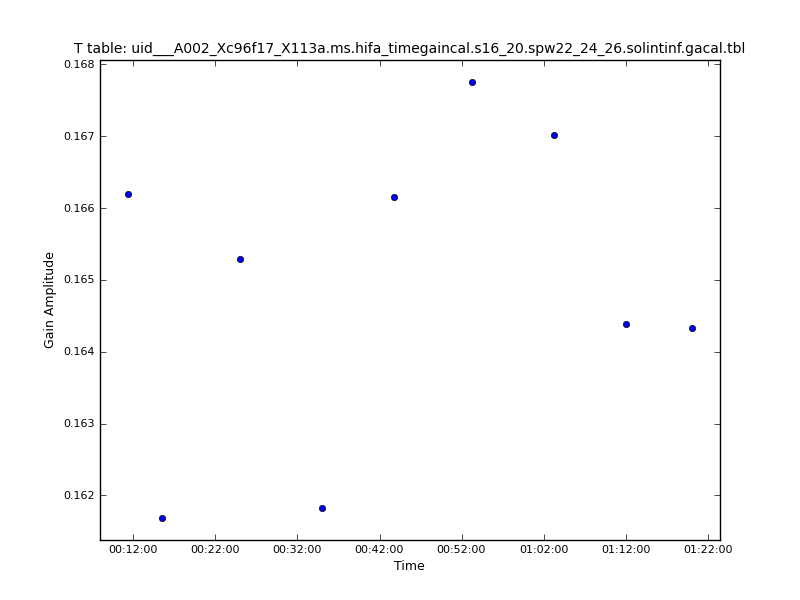 T table: uid___A002_Xc96f17_X113a.ms.hifa_timegaincal.s16_20.spw22_24_26.solintinf.gacal.tbl
0.168
0.167
0.166
0.165
0.164
0.163
0.162
Gain Amplitude
00:12:00 00:22:00 00:32:00 00:42:00 00:52:00 01:02:00 01:12:00 01:22:00
Time